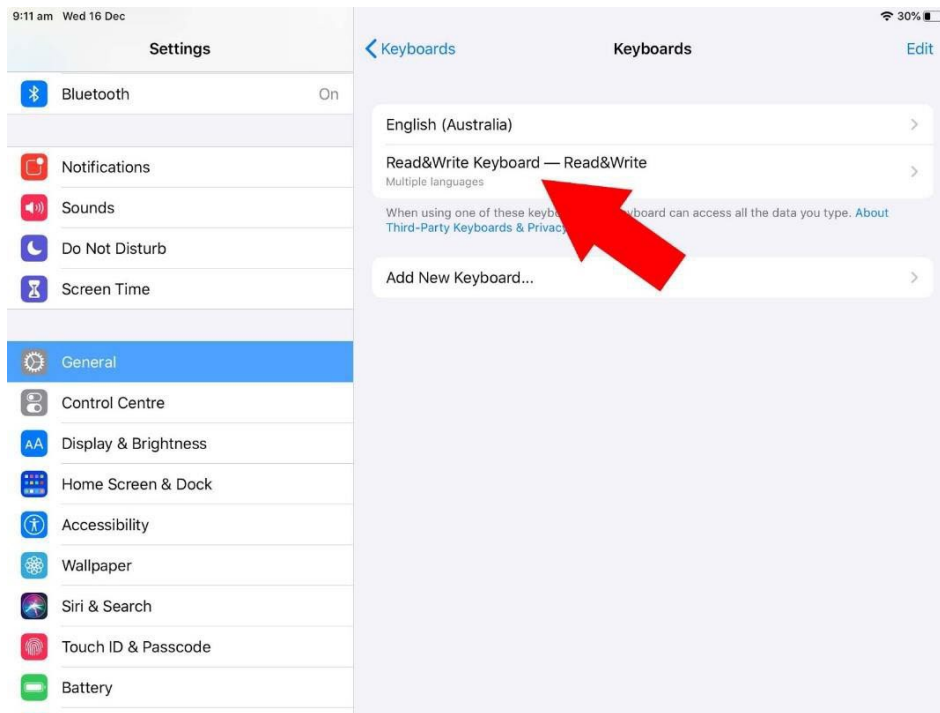 9:11 am Wed 16 Dec
30%
Settings
Bluetooth On
Notifications
Sounds
Do Not Disturb
Screen Time
General
Control Centre
AA Display & Brightness
Home Screen & Dock
Accessibility
Wallpaper
Siri & Search
Touch ID & Passcode
Battery
Keyboards Keyboards Edit
English (Australia)
Read&Write Keyboard — Read&Write
Multiple languages
When using one of these can access all the data you type. About
Third-Party Keyboards & Privacy
Add New Keyboard...